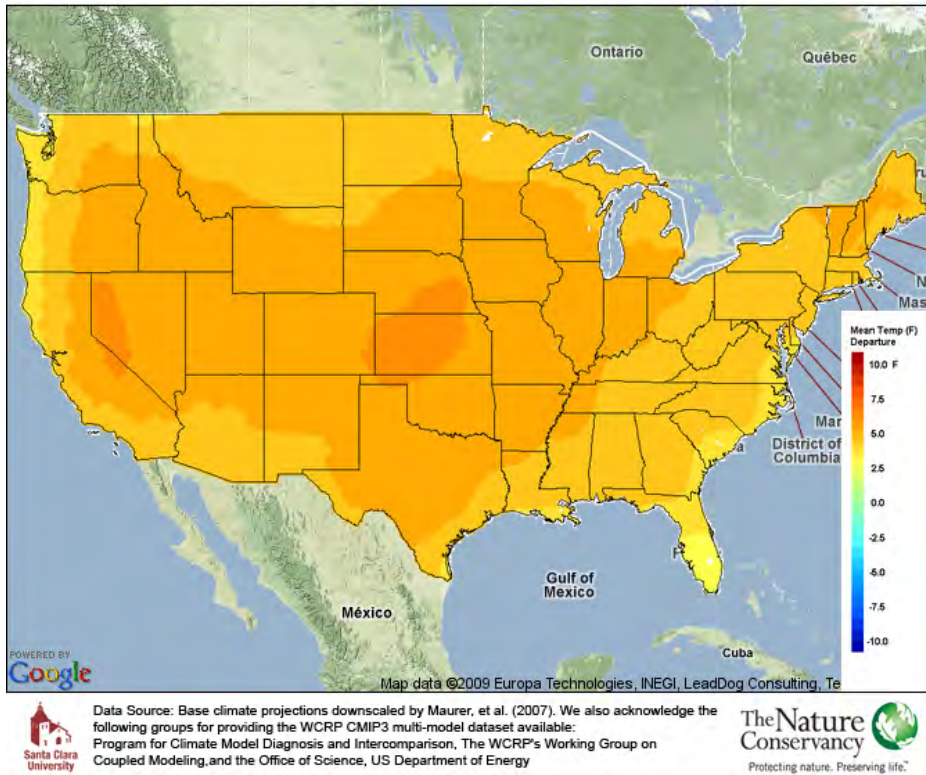 Ontario
Québec
N
Mas
Mean Temp (F)
Departure
10.0 F
7.5
5.0
2.5
0.0
-2.5
-5.0
-7.5
-10.0
Mar
District of
Columbia
Gulf of
Mexico
México
Cuba
POWERED BY
Google
Map data ©2009 Europa Technologies, INEGI, LeadDog Consulting, Te
Santa Clara
University
Data Source: Base climate projections downscaled by Maurer, et al. (2007). We also acknowledge the
following groups for providing the WCRP CMIP3 multi-model dataset available:
Program for Climate Model Diagnosis and Intercomparison, The WCRP's Working Group on
Coupled Modeling,and the Office of Science, US Department of Energy
The Nature
Conservancy
Protecting nature. Preserving life.™